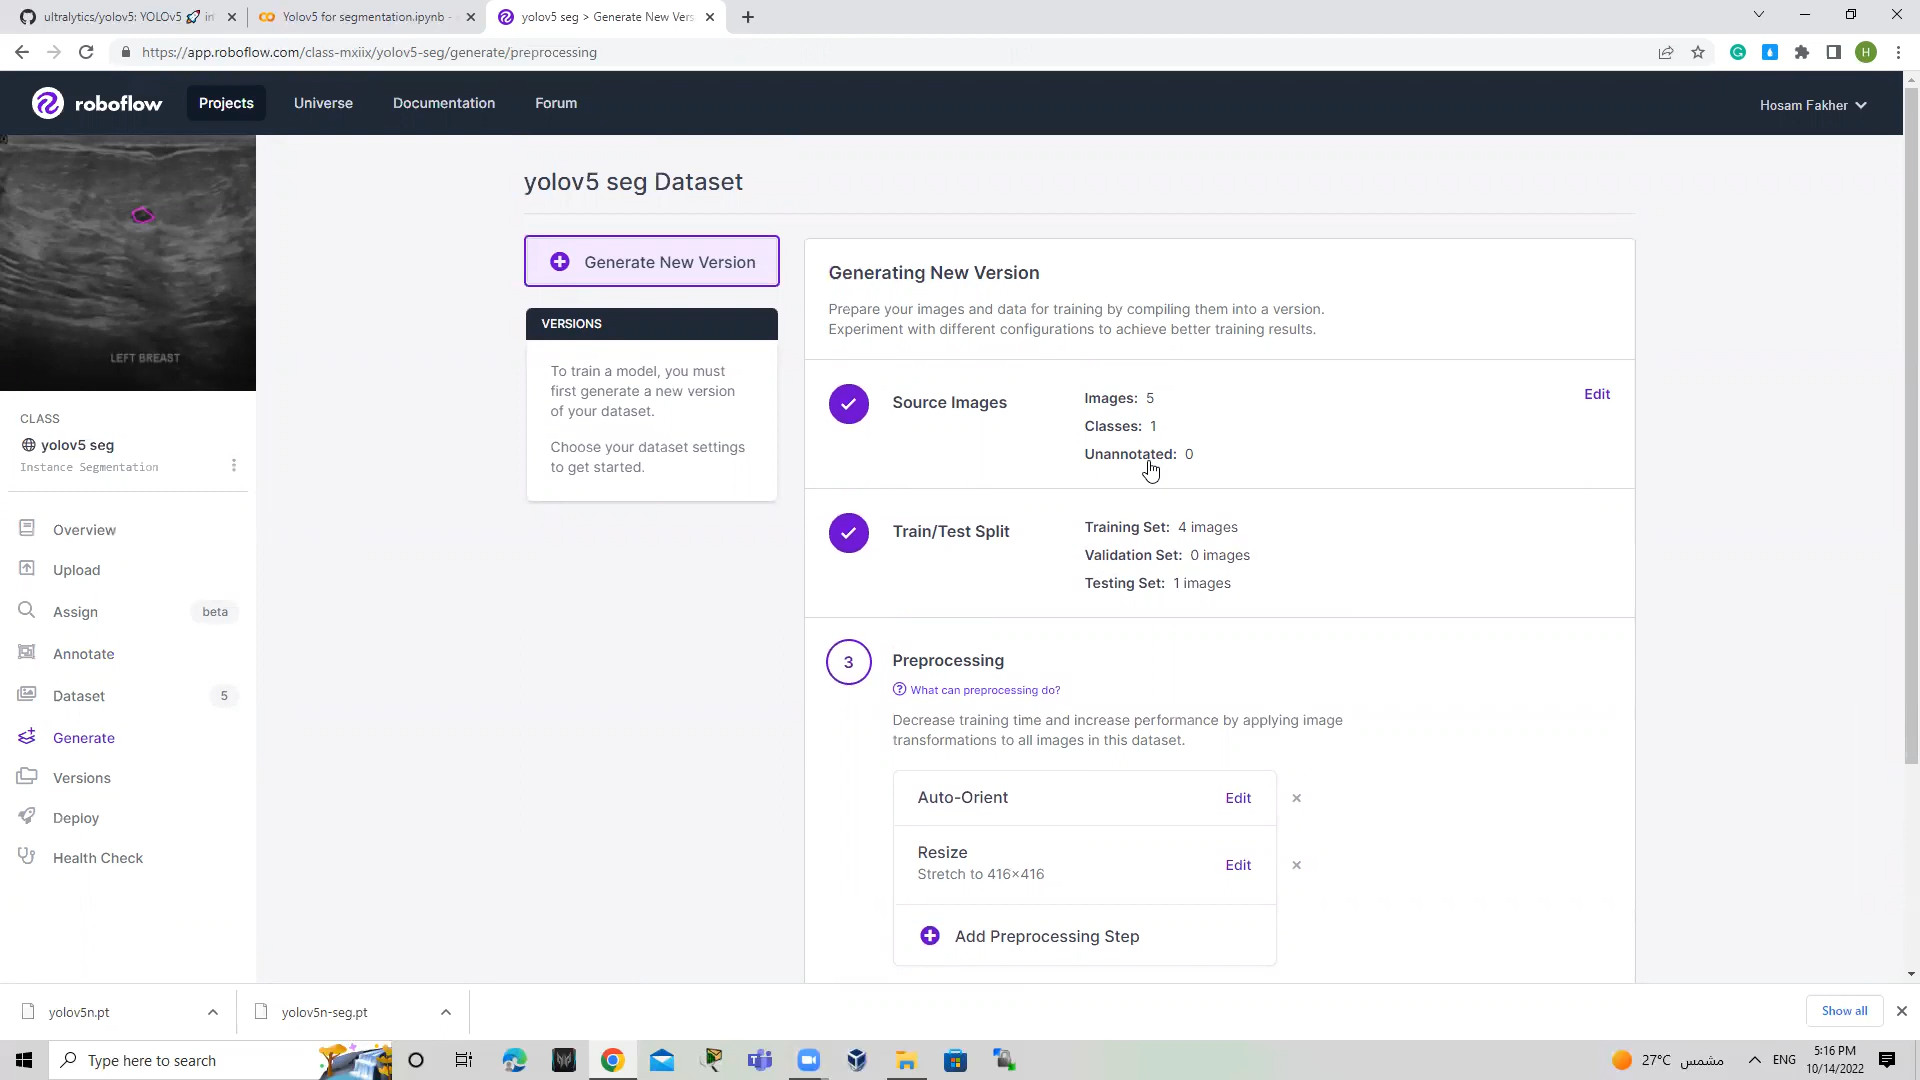 ultralytics/yolov5: YOLOv5 🚀 in
Yolov5 for segmentation.ipynb -
yolov5 seg > Generate New Vers
https://app.roboflow.com/class-mxiix/yolov5-seg/generate/preprocessing
H
roboflow
Projects
Universe
Documentation
Forum
Hosam Fakher
LEFT BREAST
CLASS
yolov5 seg
Instance Segmentation
Overview
Upload
Assign
beta
Annotate
Dataset
5
Generate
Versions
Deploy
Health Check
yolov5 seg Dataset
Generate New Version
VERSIONS
To train a model, you must
first generate a new version
of your dataset.
Choose your dataset settings
to get started.
Generating New Version
Prepare your images and data for training by compiling them into a version.
Experiment with different configurations to achieve better training results.
Source Images
Images: 5
Classes: 1
Unannotated: 0
Edit
Train/Test Split
Training Set: 4 images
Validation Set: 0 images
Testing Set: 1 images
3
Preprocessing
What can preprocessing do?
Decrease training time and increase performance by applying image
transformations to all images in this dataset.
Auto-Orient
Edit
Resize
Stretch to 416×416
Edit
Add Preprocessing Step
yolov5n.pt
yolov5n-seg.pt
Show all
Type here to search
27°C مشمس
ENG
5:16 PM
10/14/2022